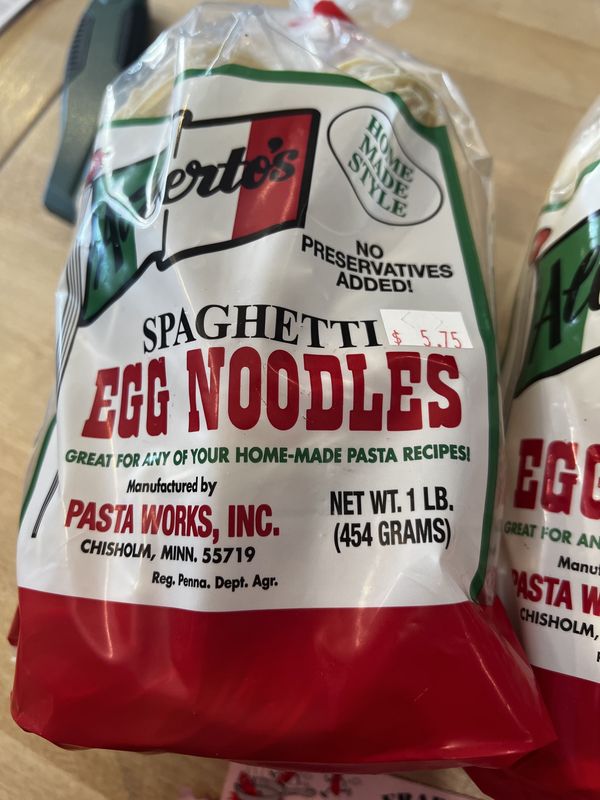 Alberto's
HOME
MADE
STYLE
NO
PRESERVATIVES
ADDED!
SPAGHETTI
$ 5.75
EGG NOODLES
GREAT FOR ANY OF YOUR HOME-MADE PASTA RECIPES!
Manufactured by
PASTA WORKS, INC.
CHISHOLM, MINN. 55719
Reg. Penna. Dept. Agr.
NET WT. 1 LB.
(454 GRAMS)
EGG
GREAT FOR AN
Manuf
PASTA W
CHISHOLM,